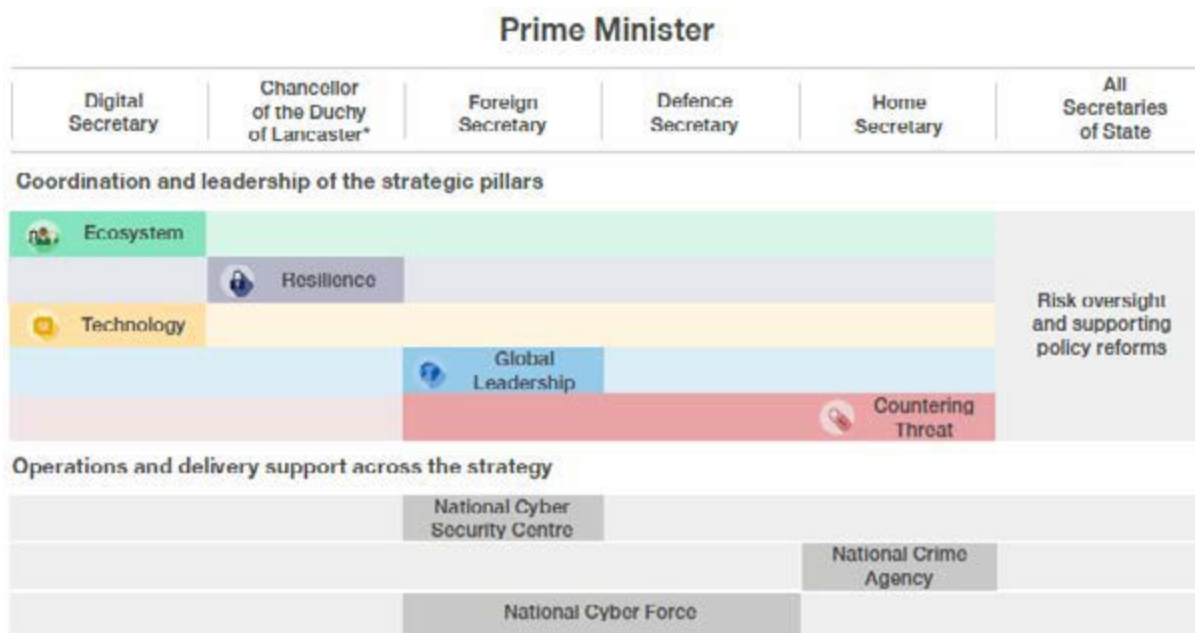 Prime Minister
Digital
Secretary
Chancellor
of the Duchy
of Lancaster*
Foreign
Secretary
Defence
Secretary
Home
Secretary
All
Secretaries
of State
Coordination and leadership of the strategic pillars
Ecosystem
Resilience
Technology
Global
Leadership
Countering
Threat
Risk oversight
and supporting
policy reforms
Operations and delivery support across the strategy
National Cyber
Security Centre
National Crime
Agency
National Cyber Force